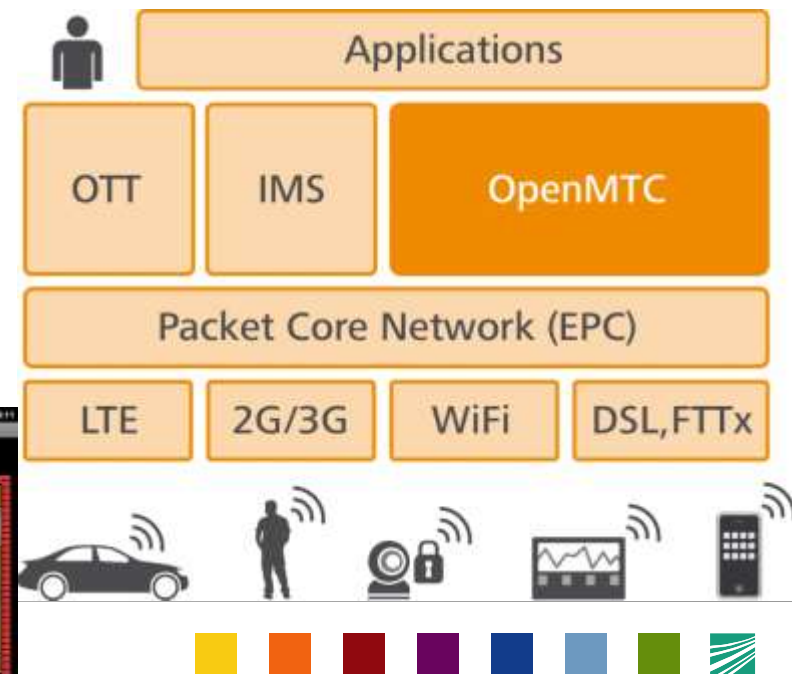 Applications
OTT
IMS
OpenMTC
Packet Core Network (EPC)
LTE
2G/3G
WiFi
DSL,FTTx